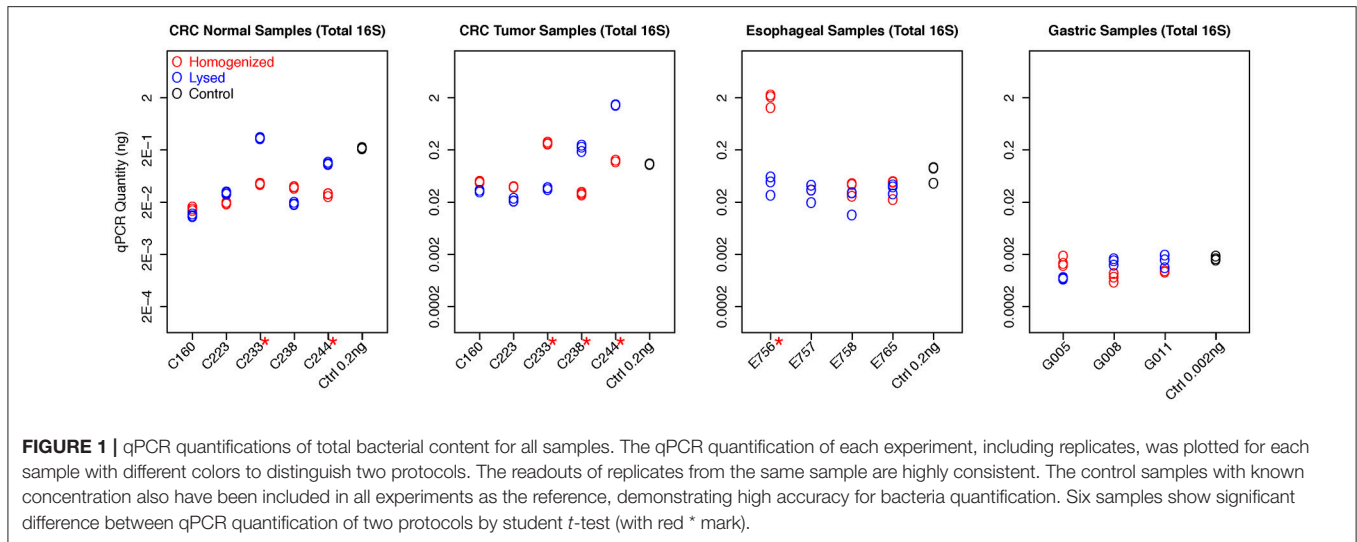 CRC Normal Samples (Total 16S)
Homogenized
Lysed
Control
qPCR Quantity (ng)
2
2E−1
2E−2
2E−3
2E−4
C160
C223
C233*
C238
C244*
Ctrl 0.2ng
CRC Tumor Samples (Total 16S)
2
0.2
0.02
0.002
0.0002
C160
C223
C233*
C238*
C244*
Ctrl 0.2ng
Esophageal Samples (Total 16S)
2
0.2
0.02
0.002
0.0002
E756*
E757
E758
E765
Ctrl 0.2ng
Gastric Samples (Total 16S)
2
0.2
0.02
0.002
0.0002
G005
G008
G011
Ctrl 0.002ng
FIGURE 1 | qPCR quantifications of total bacterial content for all samples. The qPCR quantification of each experiment, including replicates, was plotted for each
sample with different colors to distinguish two protocols. The readouts of replicates from the same sample are highly consistent. The control samples with known
concentration also have been included in all experiments as the reference, demonstrating high accuracy for bacteria quantification. Six samples show significant
difference between qPCR quantification of two protocols by student t-test (with red * mark).